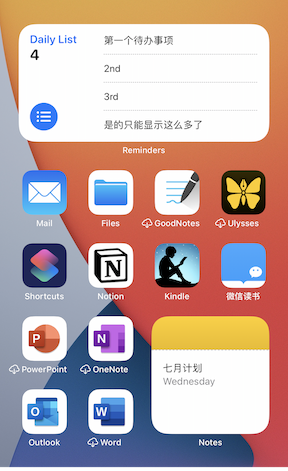 Daily List
4
第一个待办事项
2nd
3rd
是的只能显示这么多了
Reminders
Mail
Files
GoodNotes
Ulysses
Shortcuts
Notion
Kindle
微信读书
PowerPoint
OneNote
七月计划
Wednesday
Outlook
Word
Notes